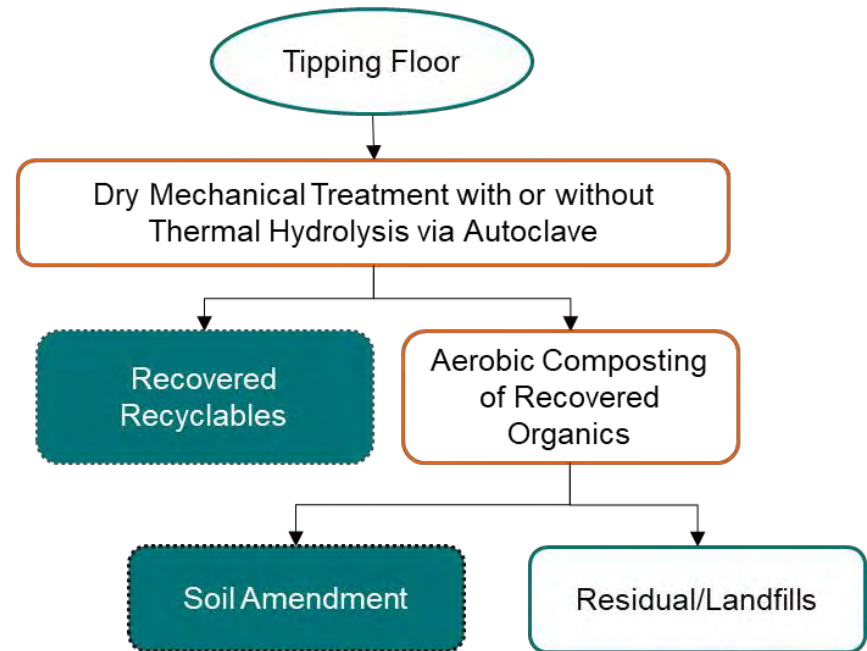 Tipping Floor
Dry Mechanical Treatment with or without
Thermal Hydrolysis via Autoclave
Recovered
Recyclables
Aerobic Composting
of Recovered
Organics
Soil Amendment
Residual/Landfills